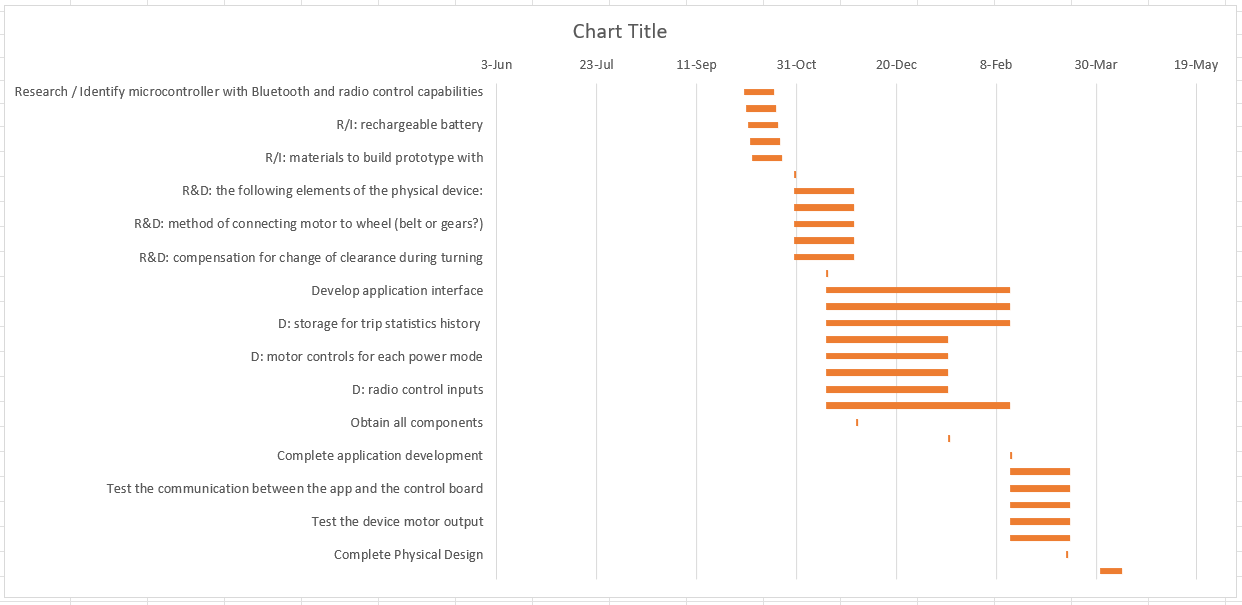 Chart Title
3-Jun 23-Jul 11-Sep 31-Oct 20-Dec 8-Feb 30-Mar 19-May
Research / Identify microcontroller with Bluetooth and radio control capabilities
R/I: rechargeable battery
R/I: materials to build prototype with
R&D: the following elements of the physical device:
R&D: method of connecting motor to wheel (belt or gears?)
R&D: compensation for change of clearance during turning
Develop application interface
D: storage for trip statistics history
D: motor controls for each power mode
D: radio control inputs
Obtain all components
Complete application development
Test the communication between the app and the control board
Test the device motor output
Complete Physical Design